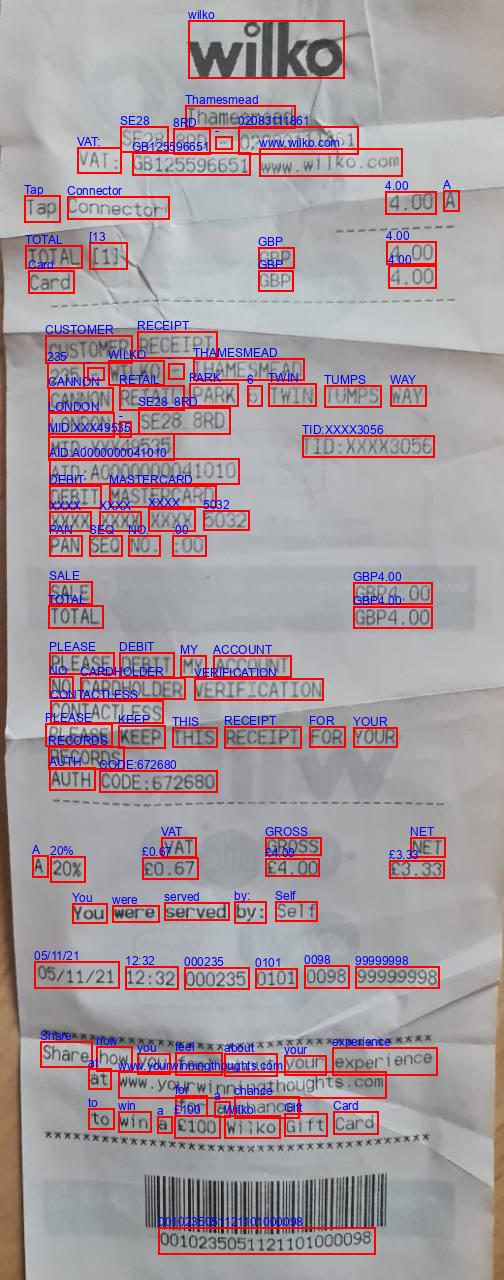 wilko
Thamesmead
SE28 8RD - 02083111861
VAT: GB125596651 www.wilko.com
Tap Connector 4.00 A
TOTAL [1] GBP 4.00
Card GBP 4.00
CUSTOMER RECEIPT
235 - WILKO - THAMESMEAD
CANNON RETAIL PARK 6 TWIN TUMPS WAY
LONDON - SE28 8RD
MID:XXX49535 TID:XXXX3056
AID:A0000000041010
DEBIT MASTERCARD
XXXX XXXX XXXX 5032
PAN SEQ NO. :00
SALE GBP4.00
TOTAL GBP4.00
PLEASE DEBIT MY ACCOUNT
NO CARDHOLDER VERIFICATION
CONTACTLESS
PLEASE KEEP THIS RECEIPT FOR YOUR
RECORDS
AUTH CODE:672680
VAT GROSS NET
A 20% £0.67 £4.00 £3.33
You were served by: Self
05/11/21 12:32 000235 0101 0098 99999998
****************************************
Share how you feel about your experience
at www.yourwinningthoughts.com
for a chance
to win a £100 Wilko Gift Card
****************************************
0010235051121101000098